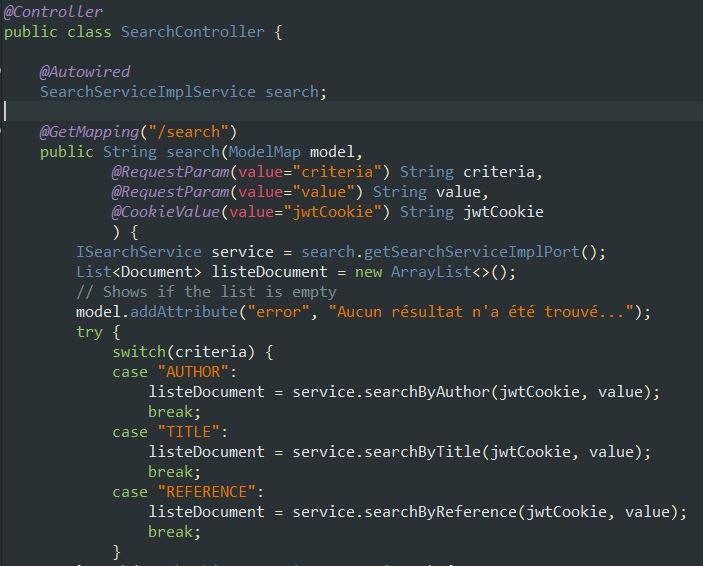 @Controller
public class SearchController {
@Autowired
SearchServiceImplService search;
@GetMapping("/search")
public String search(ModelMap model,
@RequestParam(value="criteria") String criteria,
@RequestParam(value="value") String value,
@CookieValue(value="jwtCookie") String jwtCookie
) {
ISearchService service = search.getSearchServiceImplPort();
List<Document> listeDocument = new ArrayList<>();
// Shows if the list is empty
model.addAttribute("error", "Aucun résultat n'a été trouvé...");
try {
switch(criteria) {
case "AUTHOR":
listeDocument = service.searchByAuthor(jwtCookie, value);
break;
case "TITLE":
listeDocument = service.searchByTitle(jwtCookie, value);
break;
case "REFERENCE":
listeDocument = service.searchByReference(jwtCookie, value);
break;
}